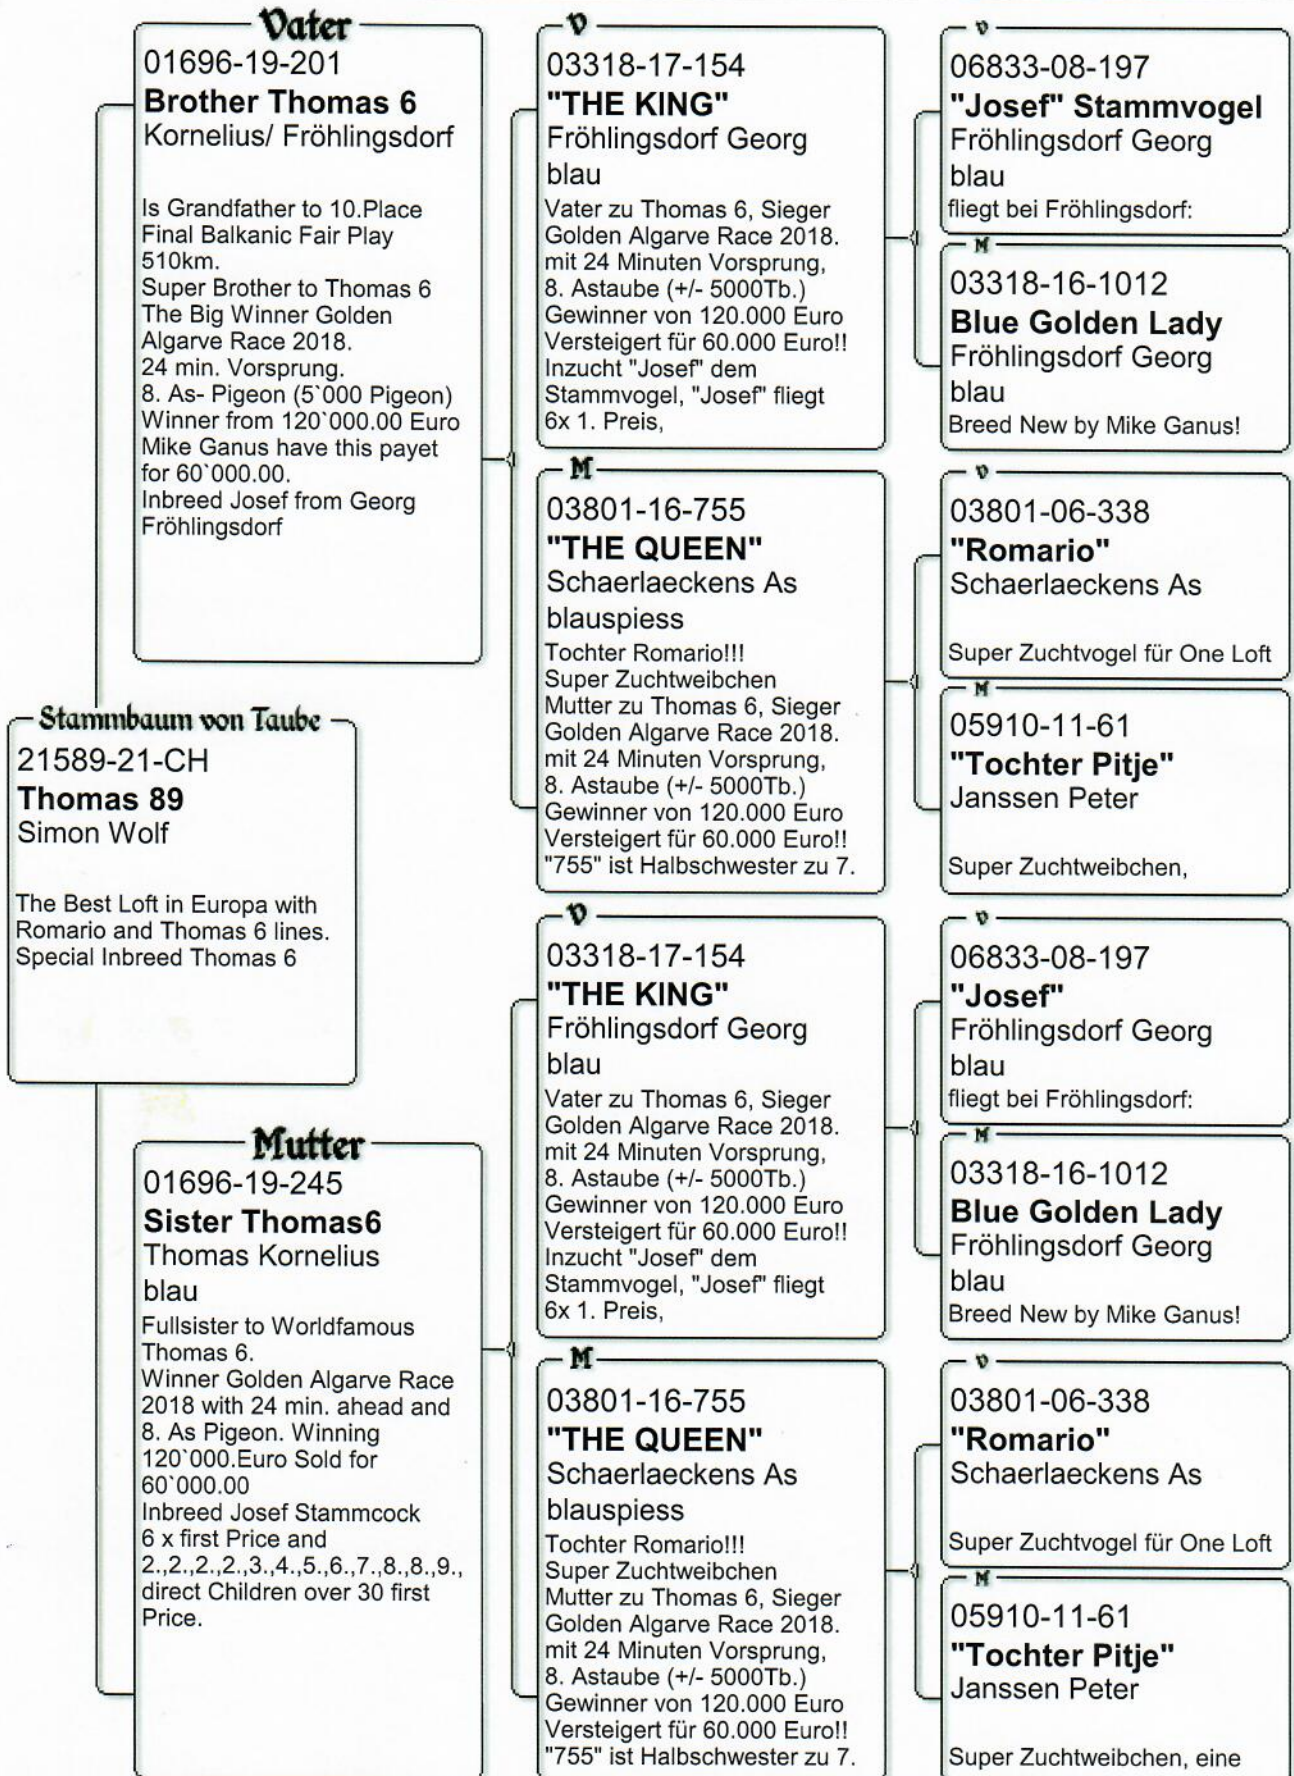 Vater
01696-19-201
Brother Thomas 6
Kornelius/ Fröhlingsdorf
Is Grandfather to 10.Place
Final Balkanic Fair Play
510km.
Super Brother to Thomas 6
The Big Winner Golden
Algarve Race 2018.
24 min. Vorsprung.
8. As- Pigeon (5`000 Pigeon)
Winner from 120`000.00 Euro
Mike Ganus have this payet
for 60`000.00.
Inbreed Josef from Georg
Fröhlingsdorf
Stammbaum von Taube
21589-21-CH
Thomas 89
Simon Wolf
The Best Loft in Europa with
Romario and Thomas 6 lines.
Special Inbreed Thomas 6
Mutter
01696-19-245
Sister Thomas6
Thomas Kornelius
blau
Fullsister to Worldfamous
Thomas 6.
Winner Golden Algarve Race
2018 with 24 min. ahead and
8. As Pigeon. Winning
120`000.Euro Sold for
60`000.00
Inbreed Josef Stammcock
6 x first Price and
2.,2.,2.,2.,3.,4.,5.,6.,7.,8.,8.,9.,
direct Children over 30 first
Price.
V
03318-17-154
"THE KING"
Fröhlingsdorf Georg
blau
Vater zu Thomas 6, Sieger
Golden Algarve Race 2018.
mit 24 Minuten Vorsprung,
8. Astaube (+/- 5000Tb.)
Gewinner von 120.000 Euro
Versteigert für 60.000 Euro!!
Inzucht "Josef" dem
Stammvogel, "Josef" fliegt
6x 1. Preis,
M
03801-16-755
"THE QUEEN"
Schaerlaeckens As
blauspiess
Tochter Romario!!!
Super Zuchtweibchen
Mutter zu Thomas 6, Sieger
Golden Algarve Race 2018.
mit 24 Minuten Vorsprung,
8. Astaube (+/- 5000Tb.)
Gewinner von 120.000 Euro
Versteigert für 60.000 Euro!!
"755" ist Halbschwester zu 7.
V
03318-17-154
"THE KING"
Fröhlingsdorf Georg
blau
Vater zu Thomas 6, Sieger
Golden Algarve Race 2018.
mit 24 Minuten Vorsprung,
8. Astaube (+/- 5000Tb.)
Gewinner von 120.000 Euro
Versteigert für 60.000 Euro!!
Inzucht "Josef" dem
Stammvogel, "Josef" fliegt
6x 1. Preis,
M
03801-16-755
"THE QUEEN"
Schaerlaeckens As
blauspiess
Tochter Romario!!!
Super Zuchtweibchen
Mutter zu Thomas 6, Sieger
Golden Algarve Race 2018.
mit 24 Minuten Vorsprung,
8. Astaube (+/- 5000Tb.)
Gewinner von 120.000 Euro
Versteigert für 60.000 Euro!!
"755" ist Halbschwester zu 7.
V
06833-08-197
"Josef" Stammvogel
Fröhlingsdorf Georg
blau
fliegt bei Fröhlingsdorf:
M
03318-16-1012
Blue Golden Lady
Fröhlingsdorf Georg
blau
Breed New by Mike Ganus!
V
03801-06-338
"Romario"
Schaerlaeckens As
Super Zuchtvogel für One Loft
M
05910-11-61
"Tochter Pitje"
Janssen Peter
Super Zuchtweibchen,
V
06833-08-197
"Josef"
Fröhlingsdorf Georg
blau
fliegt bei Fröhlingsdorf:
M
03318-16-1012
Blue Golden Lady
Fröhlingsdorf Georg
blau
Breed New by Mike Ganus!
V
03801-06-338
"Romario"
Schaerlaeckens As
Super Zuchtvogel für One Loft
M
05910-11-61
"Tochter Pitje"
Janssen Peter
Super Zuchtweibchen, eine